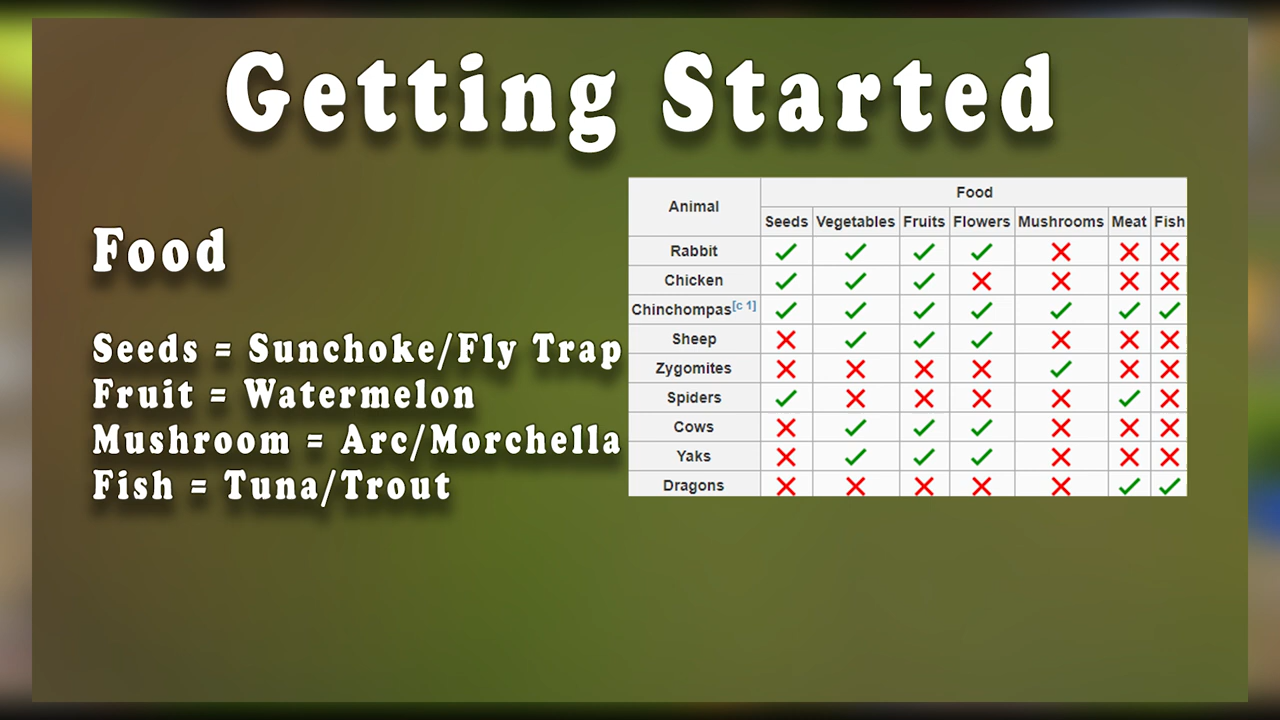 Getting Started
Food
Seeds = Sunchoke/Fly Trap
Fruit = Watermelon
Mushroom = Arc/Morchella
Fish = Tuna/Trout
Animal Food
Seeds Vegetables Fruits Flowers Mushrooms Meat Fish
Rabbit ✓ ✓ ✓ ✓ ✗ ✗ ✗
Chicken ✓ ✓ ✓ ✗ ✗ ✗ ✗
Chinchompas[c 1] ✓ ✓ ✓ ✓ ✓ ✓ ✓
Sheep ✗ ✓ ✓ ✓ ✗ ✗ ✗
Zygomites ✗ ✗ ✗ ✗ ✓ ✗ ✗
Spiders ✓ ✗ ✗ ✗ ✗ ✓ ✗
Cows ✗ ✓ ✓ ✓ ✗ ✗ ✗
Yaks ✗ ✓ ✓ ✓ ✗ ✗ ✗
Dragons ✗ ✗ ✗ ✗ ✗ ✓ ✓